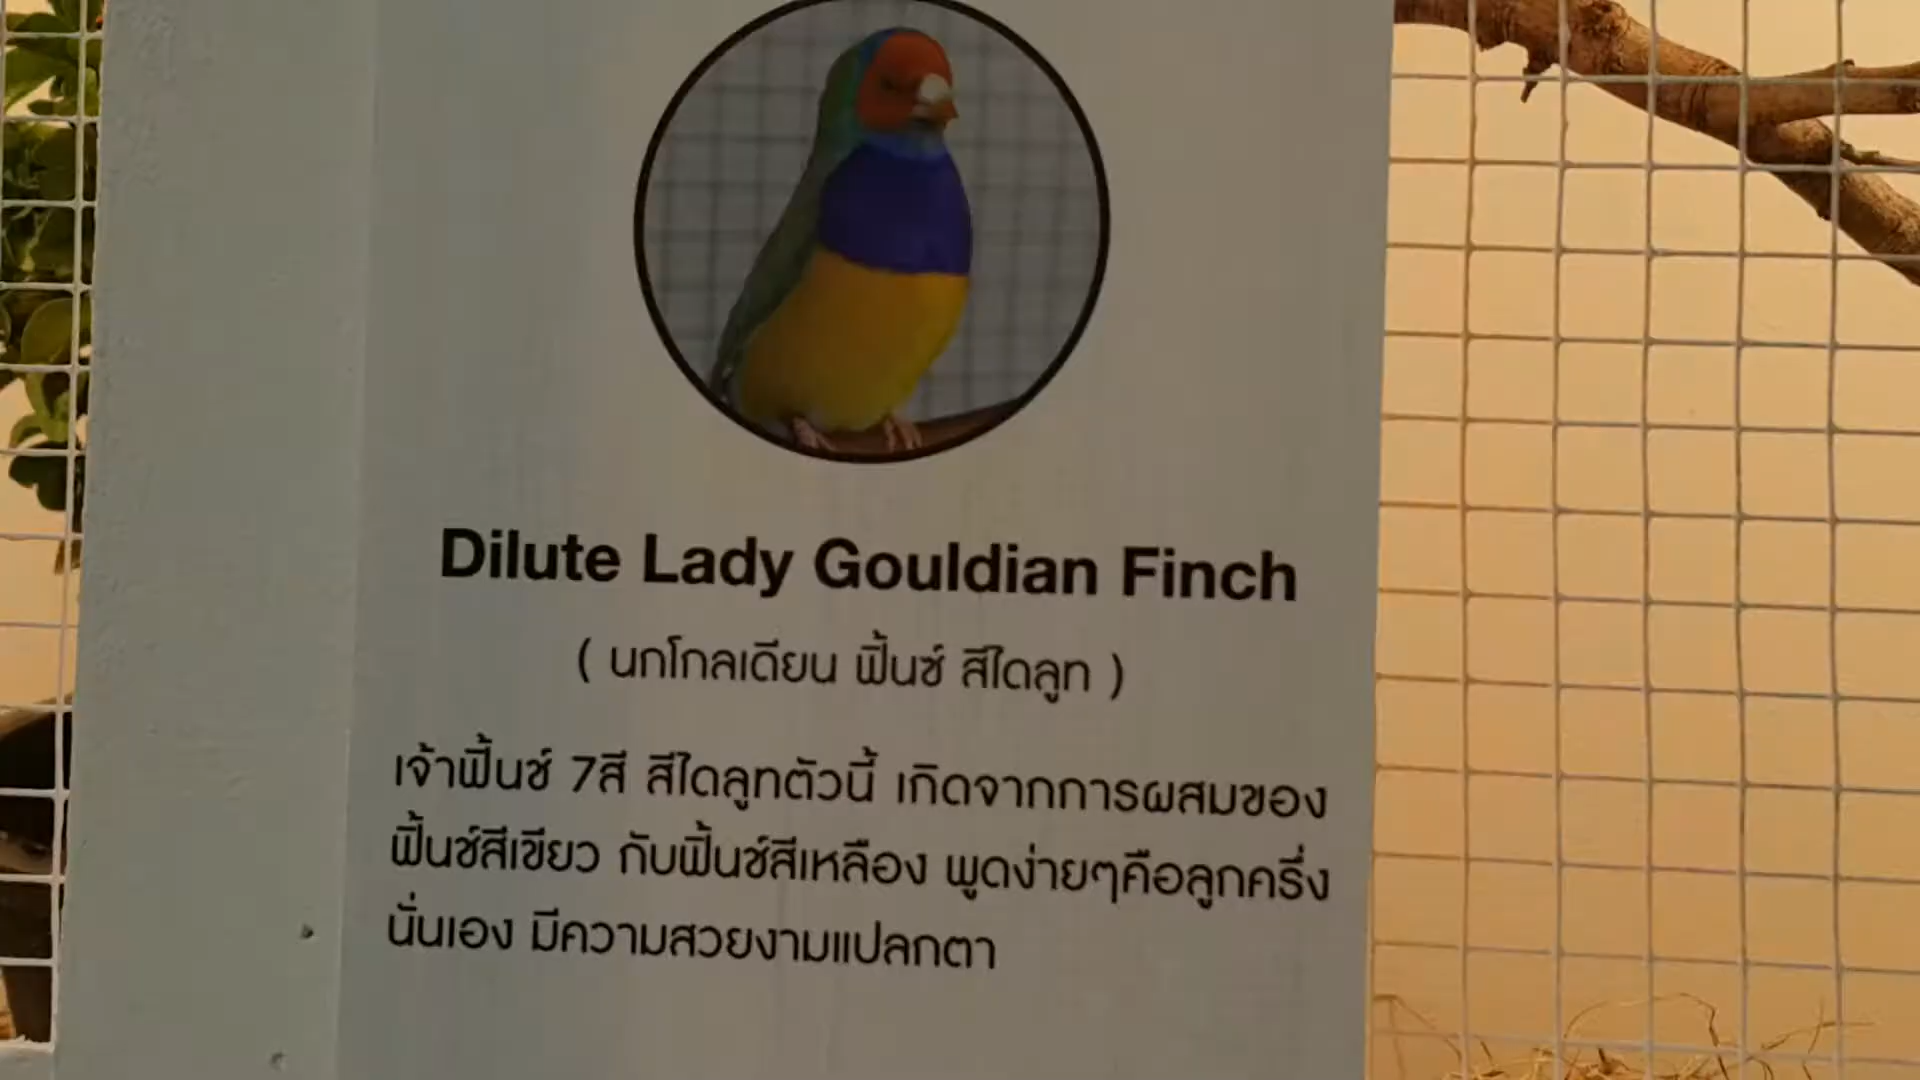 Dilute Lady Gouldian Finch
( นกโกลเดียน ฟิ้นซ์ สีไดลูท )
เจ้าฟิ้นช์ 7สี สีไดลูทตัวนี้ เกิดจากการผสมของ
ฟิ้นช์สีเขียว กับฟิ้นช์สีเหลือง พูดง่ายๆคือลูกครึ่ง
นั่นเอง มีความสวยงามแปลกตา